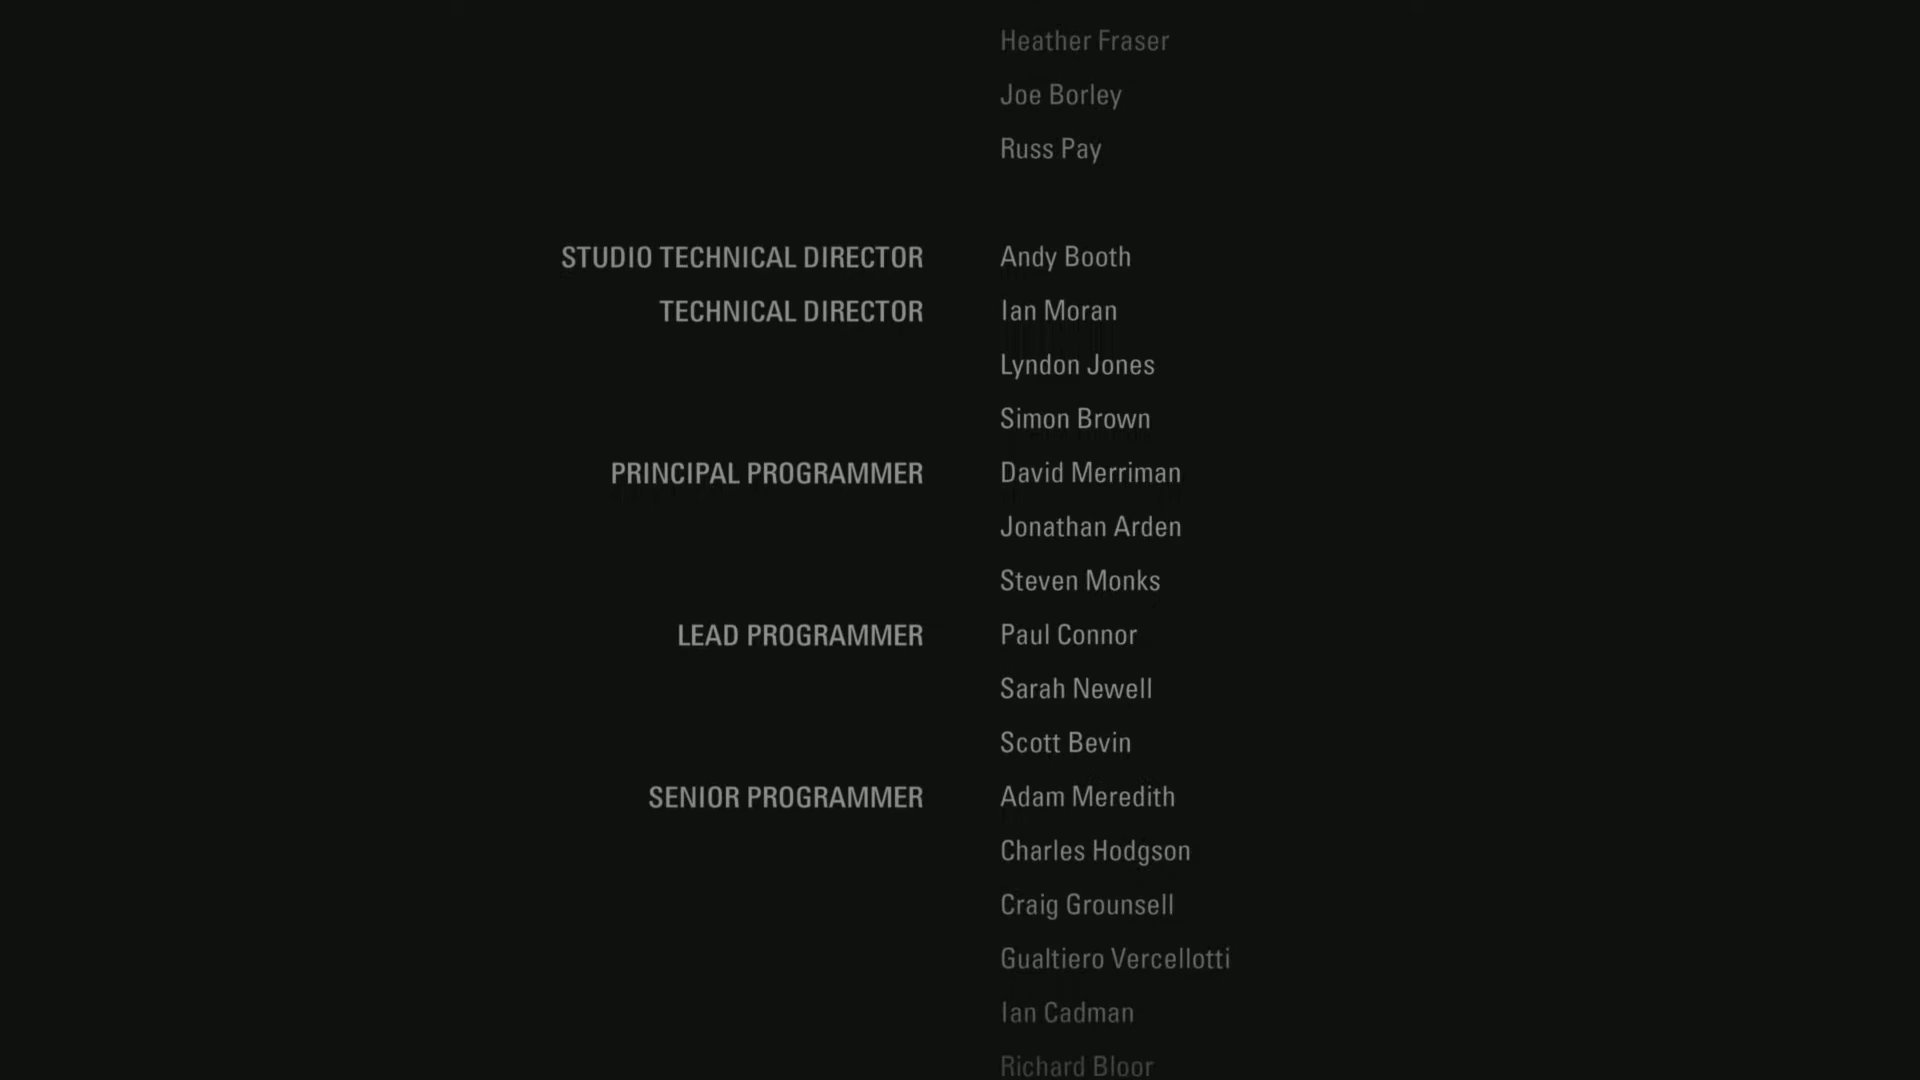 Heather Fraser
Joe Borley
Russ Pay
STUDIO TECHNICAL DIRECTOR Andy Booth
TECHNICAL DIRECTOR Ian Moran
Lyndon Jones
Simon Brown
PRINCIPAL PROGRAMMER David Merriman
Jonathan Arden
Steven Monks
LEAD PROGRAMMER Paul Connor
Sarah Newell
Scott Bevin
SENIOR PROGRAMMER Adam Meredith
Charles Hodgson
Craig Grounsell
Gualtiero Vercellotti
Ian Cadman
Richard Bloor